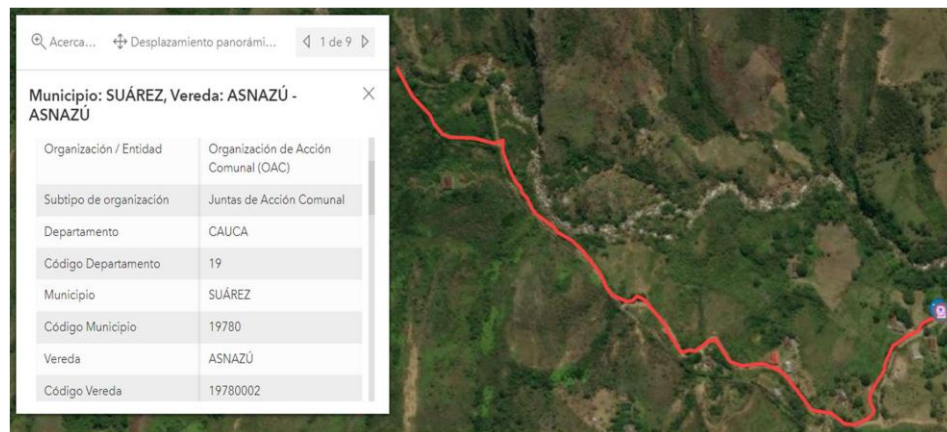 Acerca... Desplazamiento panorámi... 1 de 9
Municipio: SUÁREZ, Vereda: ASNAZÚ -
ASNAZÚ
Organización / Entidad Organización de Acción
Comunal (OAC)
Subtipo de organización Juntas de Acción Comunal
Departamento CAUCA
Código Departamento 19
Municipio SUÁREZ
Código Municipio 19780
Vereda ASNAZÚ
Código Vereda 19780002